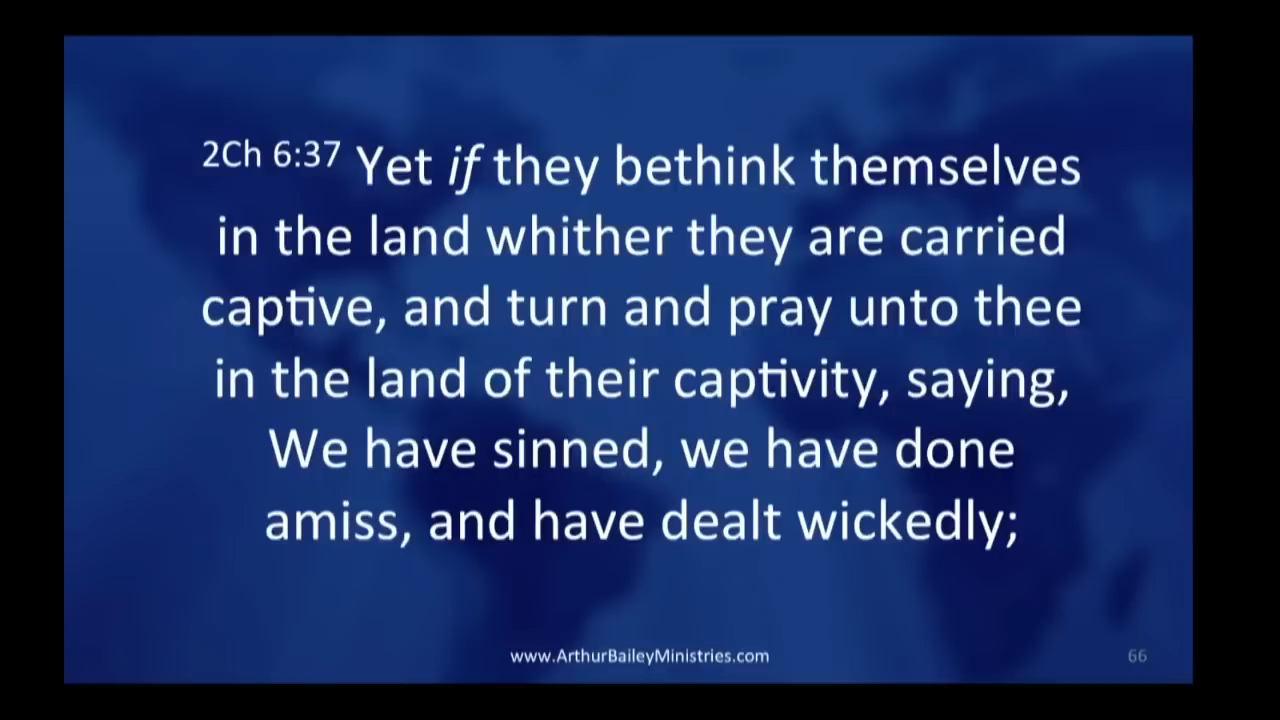 2Ch 6:37 Yet if they bethink themselves
in the land whither they are carried
captive, and turn and pray unto thee
in the land of their captivity, saying,
We have sinned, we have done
amiss, and have dealt wickedly;
www.ArthurBaileyMinistries.com
66